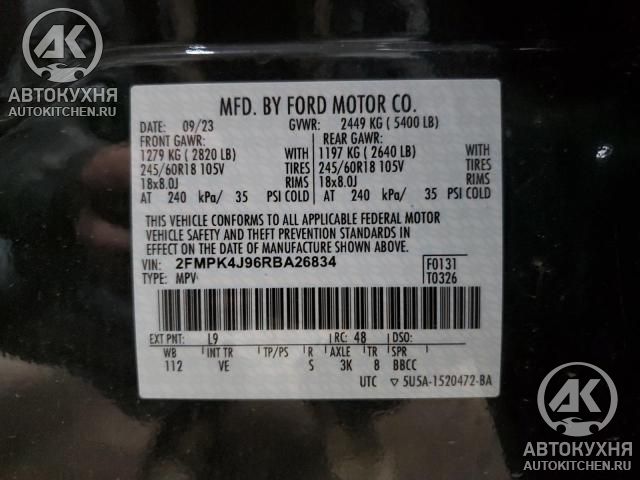 АК
АВТОКУХНЯ
AUTOKITCHEN.RU
MFD. BY FORD MOTOR CO.
DATE: 09/23 GVWR: 2449 KG ( 5400 LB)
FRONT GAWR: REAR GAWR:
1279 KG ( 2820 LB) WITH 1197 KG ( 2640 LB) WITH
245/60R18 105V TIRES 245/60R18 105V TIRES
18x8.0J RIMS 18x8.0J RIMS
AT 240 kPa/ 35 PSI COLD AT 240 kPa/ 35 PSI COLD
THIS VEHICLE CONFORMS TO ALL APPLICABLE FEDERAL MOTOR
VEHICLE SAFETY AND THEFT PREVENTION STANDARDS IN
EFFECT ON THE DATE OF MANUFACTURE SHOWN ABOVE.
VIN: 2FMPK4J96RBA26834 F0131
TYPE: MPV T0326
EXT PNT: L9 RC: 48 DSO:
WB INT TR TP/PS R AXLE TR SPR
112 VE S 3K 8 BBCC
UTC ▽ 5U5A-1520472-BA
АК
АВТОКУХНЯ
AUTOKITCHEN.RU